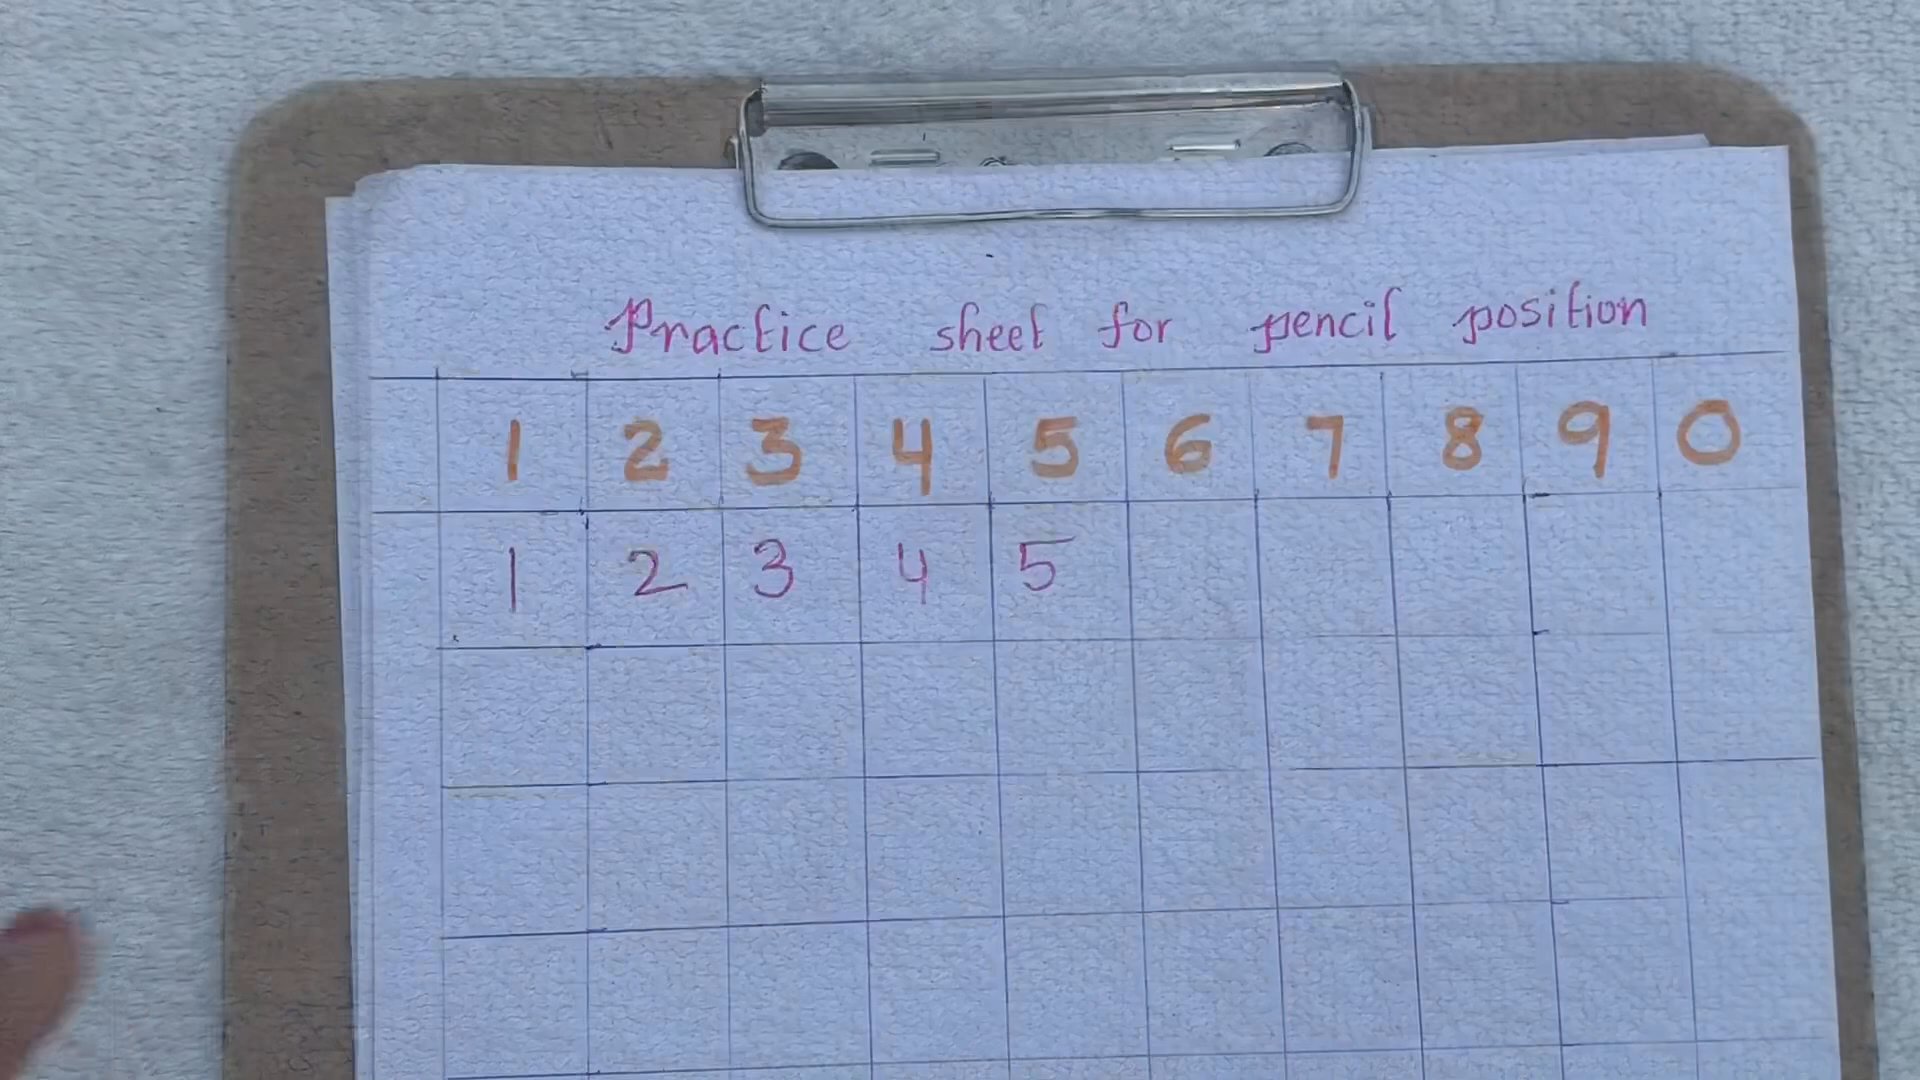 Practice sheet for pencil position
1 2 3 4 5 6 7 8 9 0
1 2 3 4 5